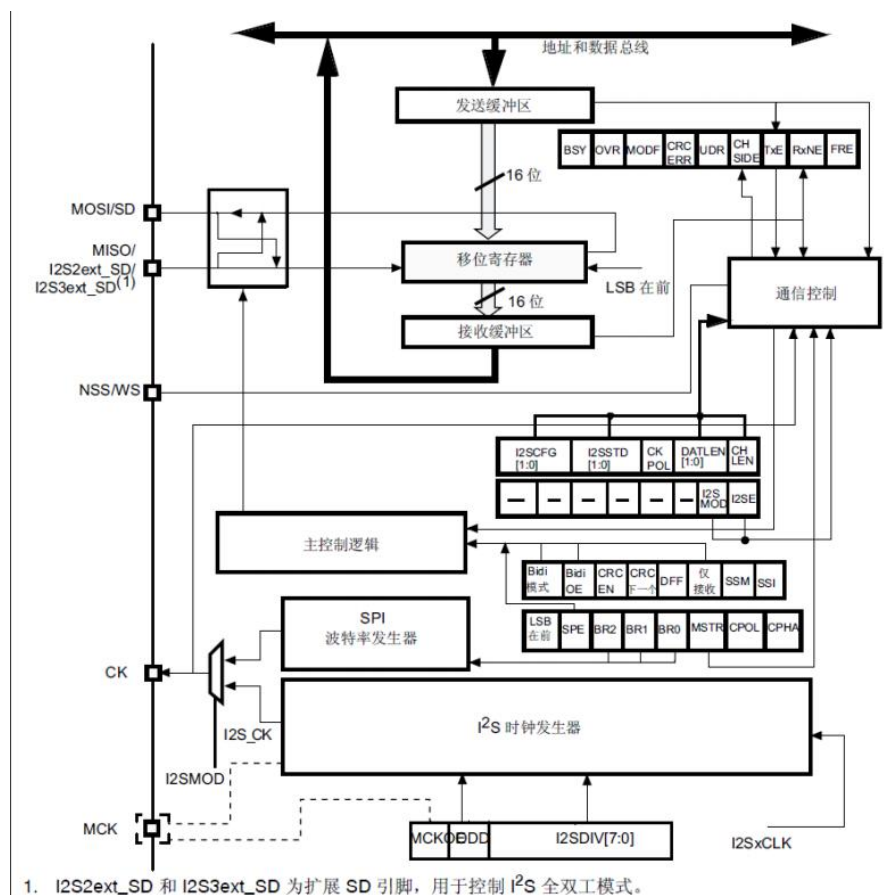 地址和数据总线
发送缓冲区
BSY OVR MODF CRC ERR UDR CH SIDE TxE RxNE FRE
16 位
MOSI/SD
MISO/
I2S2ext_SD/
I2S3ext_SD(1)
移位寄存器
LSB 在前
通信控制
16 位
接收缓冲区
NSS/WS
I2SCFG [1:0] I2SSTD [1:0] CK POL DATLEN [1:0] CH LEN
— — — — — — I2S MOD I2SE
主控制逻辑
Bidi 模式 Bidi OE CRC EN CRC 下一个 DFF 仅 接收 SSM SSI
SPI
波特率发生器
LSB 在前 SPE BR2 BR1 BR0 MSTR CPOL CPHA
CK
I2S 时钟发生器
I2S_CK
I2SMOD
MCK
MCKOE ODD I2SDIV[7:0]
I2SxCLK
1. I2S2ext_SD 和 I2S3ext_SD 为扩展 SD 引脚，用于控制 I2S 全双工模式。